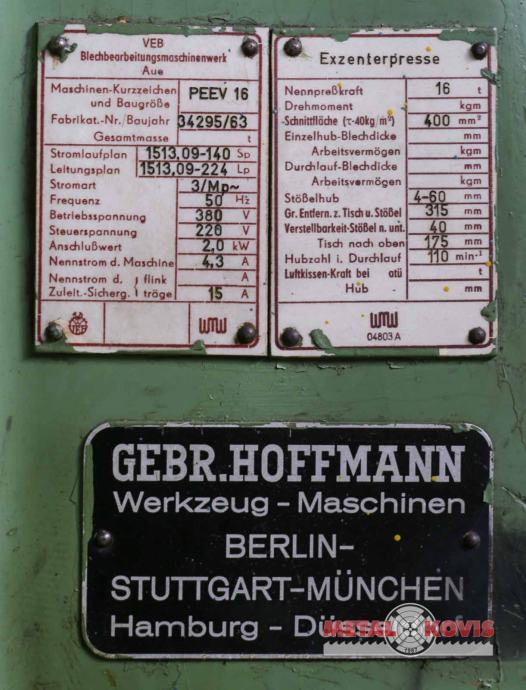 VEB
Blechbearbeitungsmaschinenwerk
Aue
Maschinen-Kurzzeichen und Baugröße PEEV 16
Fabrikat.-Nr./Baujahr 34295/63
Gesamtmasse t
Stromlaufplan 1513.09-140 Sp
Leitungsplan 1513.09-224 Lp
Stromart 3/Mp~
Frequenz 50 Hz
Betriebsspannung 380 V
Steuerspannung 220 V
Anschlußwert 2,0 kW
Nennstrom d. Maschine 4,3 A
Nennstrom d. flink A
Zuleit.-Sicherg. träge 15 A
VEB
WMW
Exzenterpresse
Nennpreßkraft 16 t
Drehmoment kgm
-Schnittfläche (τ-40kg/m²) 400 mm²
Einzelhub-Blechdicke mm
Arbeitsvermögen kgm
Durchlauf-Blechdicke mm
Arbeitsvermögen kgm
Stößelhub 4-60 mm
Gr. Entfern. z. Tisch u. Stößel 315 mm
Verstellbarkeit-Stößel n. unt. 40 mm
Tisch nach oben 175 mm
Hubzahl i. Durchlauf 110 min⁻¹
Luftkissen-Kraft bei atü t
Hub mm
WMW
04803 A
GEBR.HOFFMANN
Werkzeug - Maschinen
BERLIN-
STUTTGART-MÜNCHEN
Hamburg -
METAL KOVIS
1987